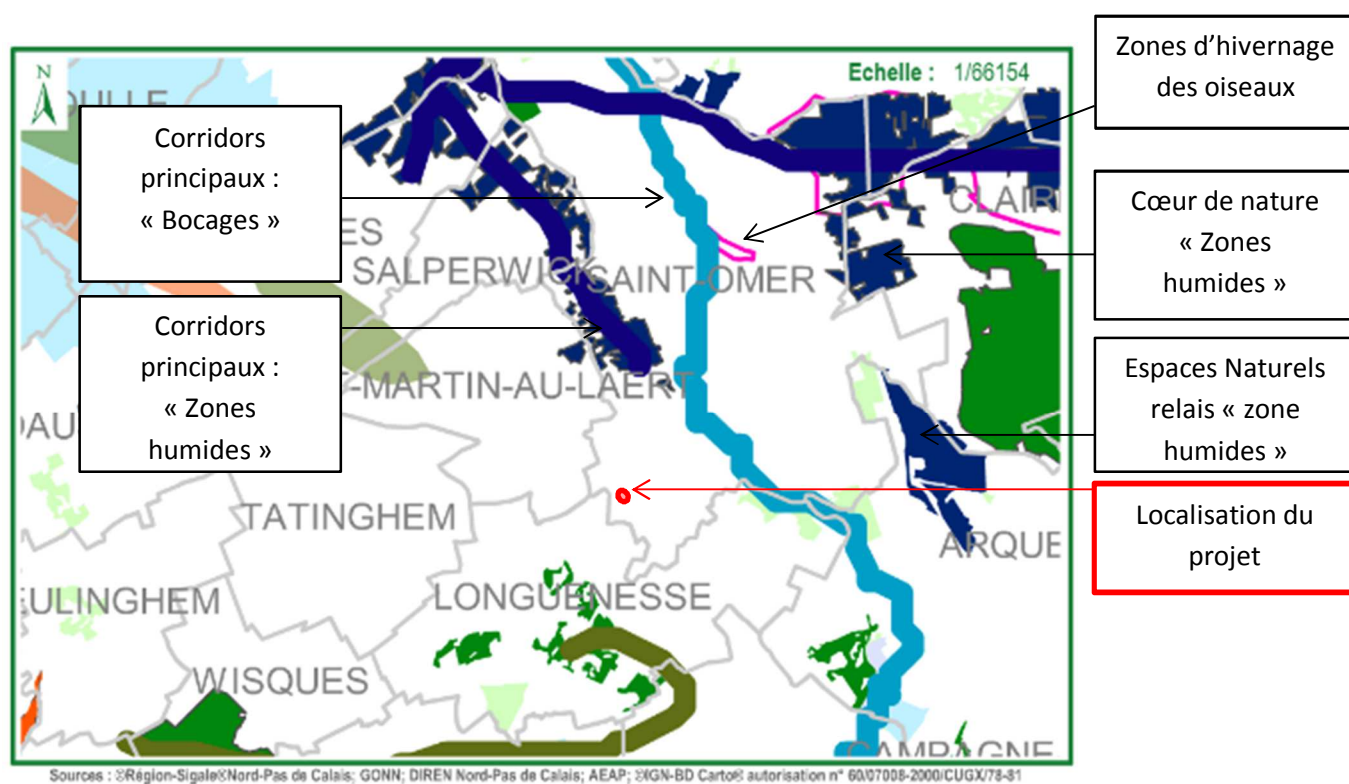 Zones d’hivernage
des oiseaux
N
Echelle : 1/66154
Corridors
principaux :
« Bocages »
Cœur de nature
« Zones
humides »
CLAIRI
ES
SALPERWICK
SAINT-OMER
Corridors
principaux :
« Zones
humides »
Espaces Naturels
relais « zone
humides »
T-MARTIN-AU-LAERT
Localisation du
projet
TATINGHEM
ARQUE
EULINGHEM
LONGUENESSE
WISQUES
CAMPAGNE
Sources : ©Région-Sigale®Nord-Pas de Calais; GONN; DIREN Nord-Pas de Calais; AEAP; ©IGN-BD Carto® autorisation n° 60/07008-2000/CUGX/78-81